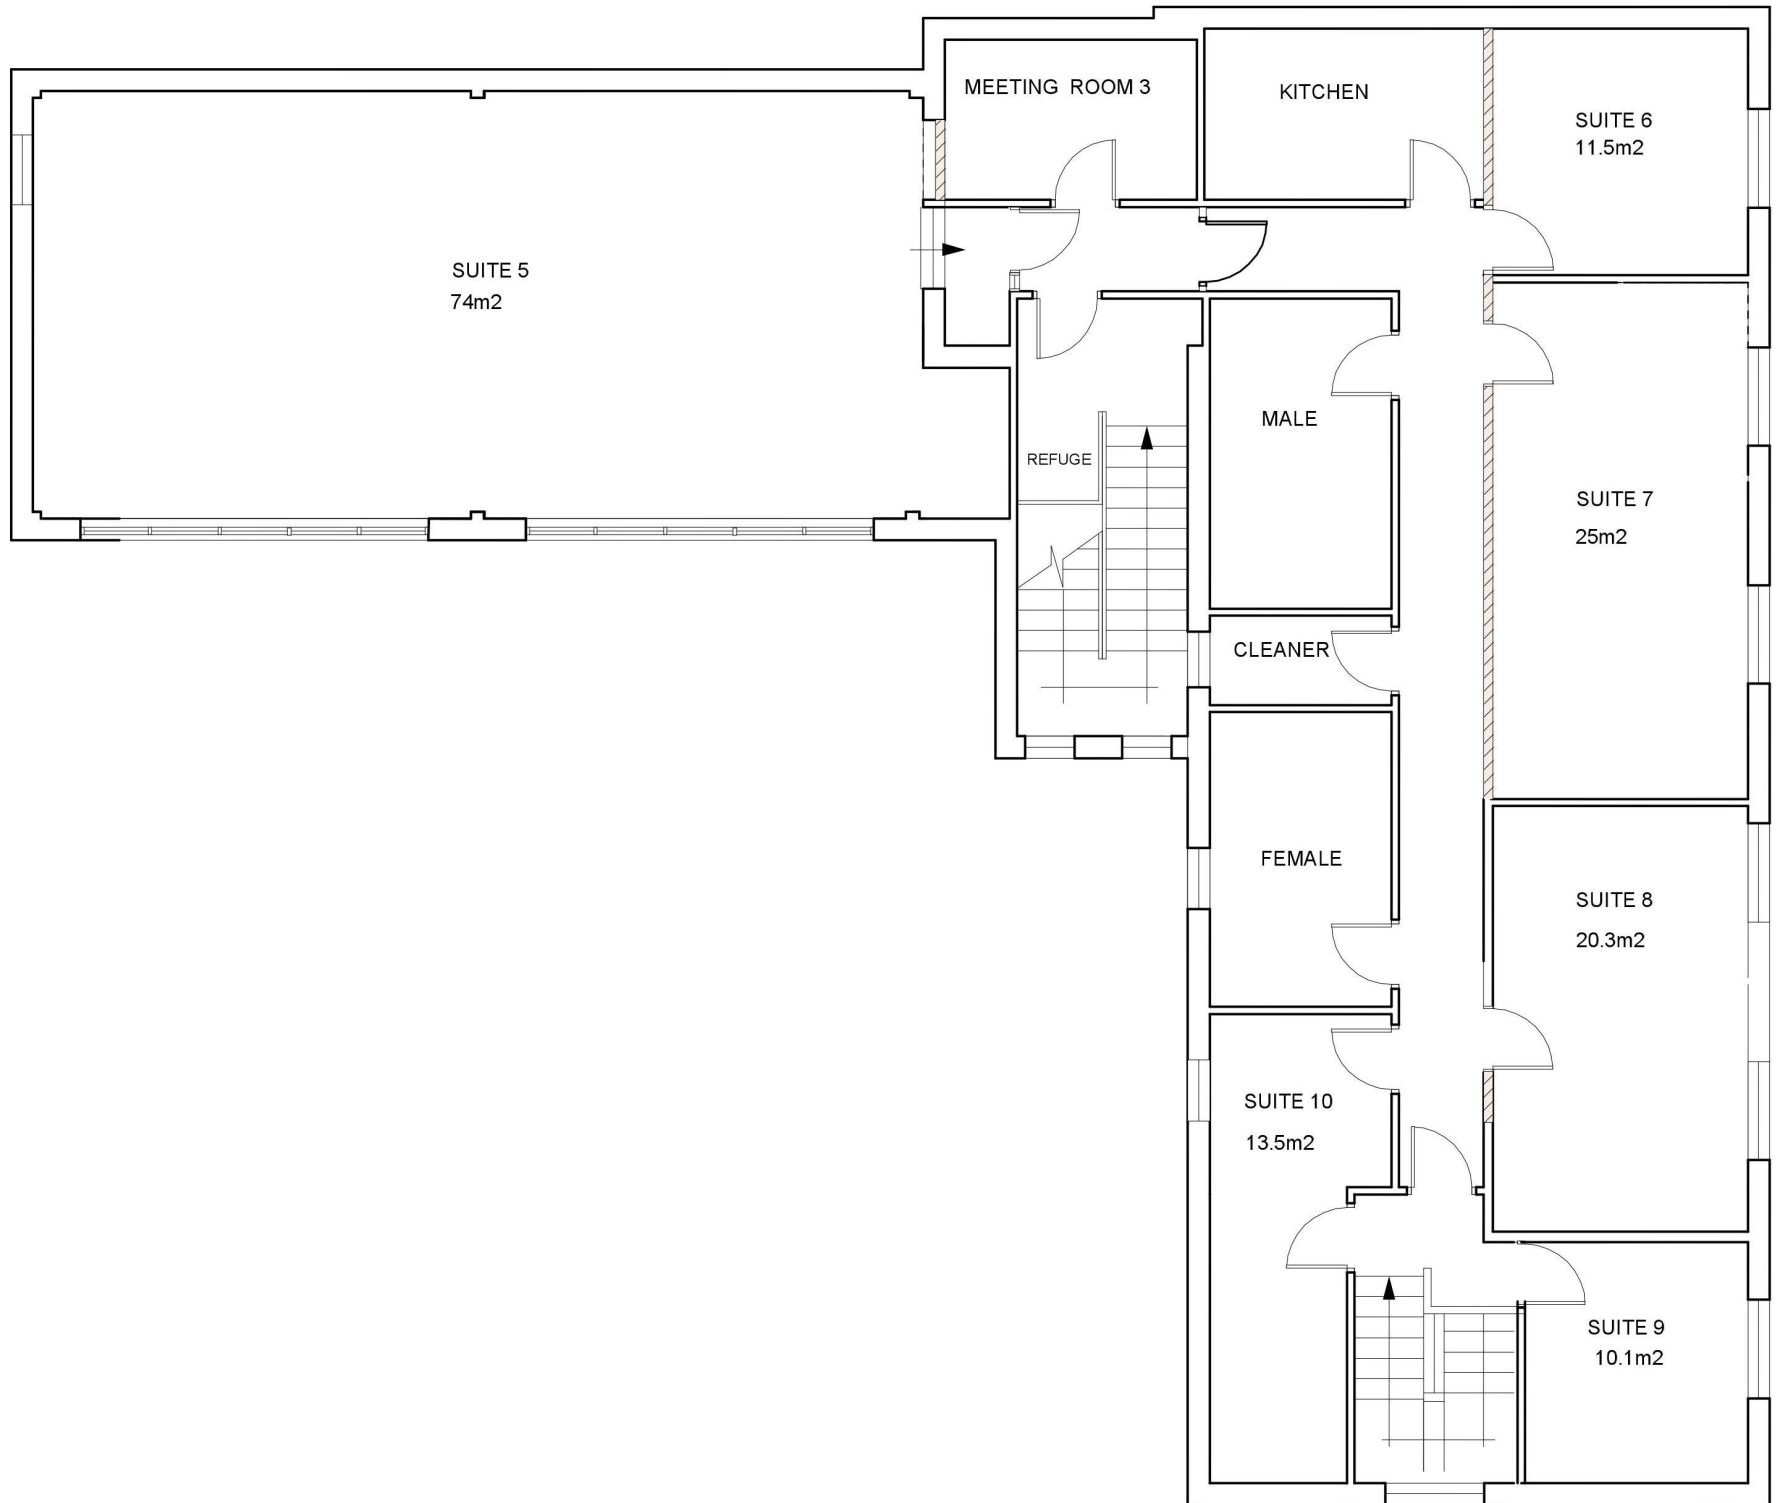 MEETING ROOM 3
KITCHEN
SUITE 6
11.5m2
SUITE 5
74m2
MALE
REFUGE
SUITE 7
25m2
CLEANER
FEMALE
SUITE 8
20.3m2
SUITE 10
13.5m2
SUITE 9
10.1m2